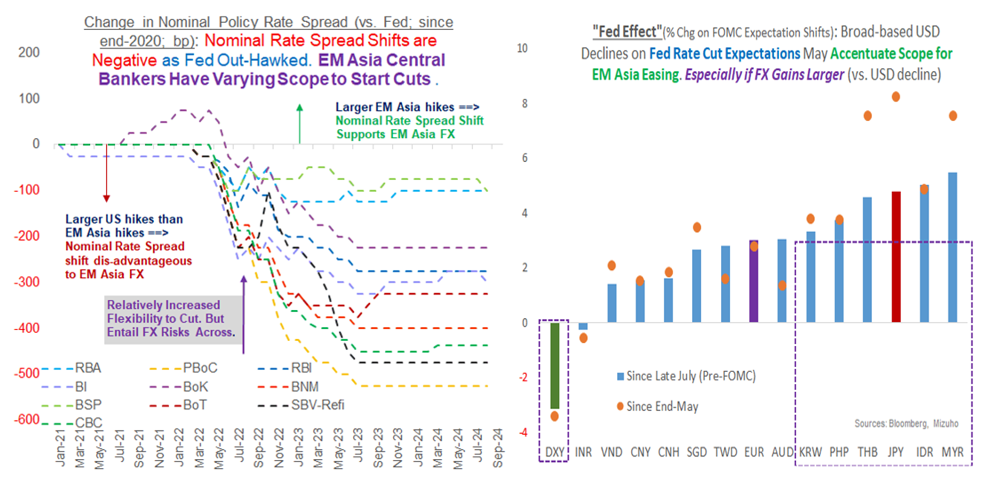 Change in Nominal Policy Rate Spread (vs. Fed; since
end-2020; bp): Nominal Rate Spread Shifts are
Negative as Fed Out-Hawked. EM Asia Central
Bankers Have Varying Scope to Start Cuts .
200
100
0
-100
-200
-300
-400
-500
-600
Larger EM Asia hikes ==>
Nominal Rate Spread Shift
Supports EM Asia FX
Larger US hikes than
EM Asia hikes ==>
Nominal Rate Spread
shift dis-advantageous
to EM Asia FX
Relatively Increased
Flexibility to Cut. But
Entail FX Risks Across.
RBA PBoC RBI
BI BoK BNM
BSP BoT SBV-Refi
CBC
Jan-21 Mar-21 May-21 Jul-21 Sep-21 Nov-21 Jan-22 Mar-22 May-22 Jul-22 Sep-22 Nov-22 Jan-23 Mar-23 May-23 Jul-23 Sep-23 Nov-23 Jan-24 Mar-24 May-24 Jul-24 Sep-24
"Fed Effect"(% Chg on FOMC Expectation Shifts): Broad-based USD
Declines on Fed Rate Cut Expectations May Accentuate Scope for
EM Asia Easing. Especially if FX Gains Larger (vs. USD decline)
10
8
6
4
2
0
-2
-4
Since Late July (Pre-FOMC)
Since End-May
Sources: Bloomberg, Mizuho
DXY INR VND CNY CNH SGD TWD EUR AUD KRW PHP THB JPY IDR MYR